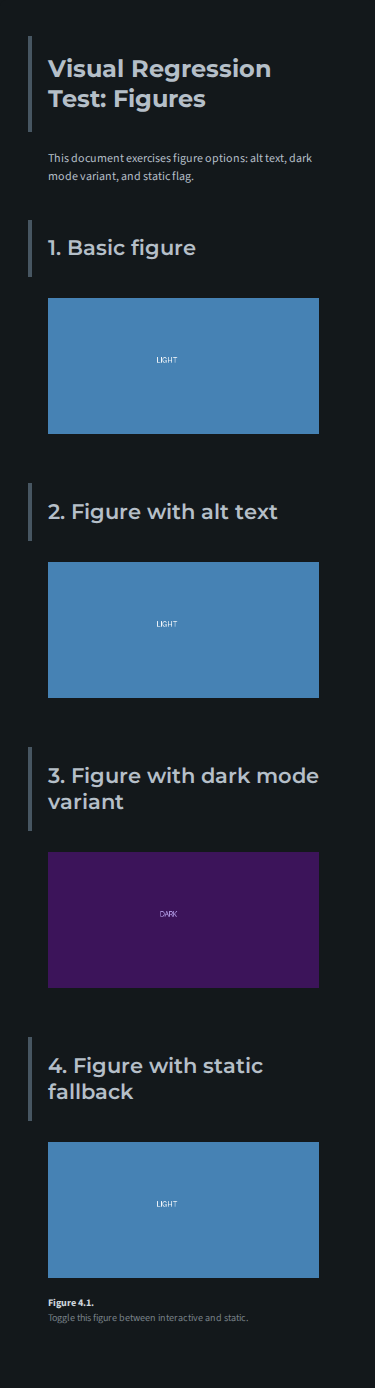 Visual Regression
Test: Figures
This document exercises figure options: alt text, dark
mode variant, and static flag.
1. Basic figure
LIGHT
2. Figure with alt text
LIGHT
3. Figure with dark mode
variant
DARK
4. Figure with static
fallback
LIGHT
Figure 4.1.
Toggle this figure between interactive and static.